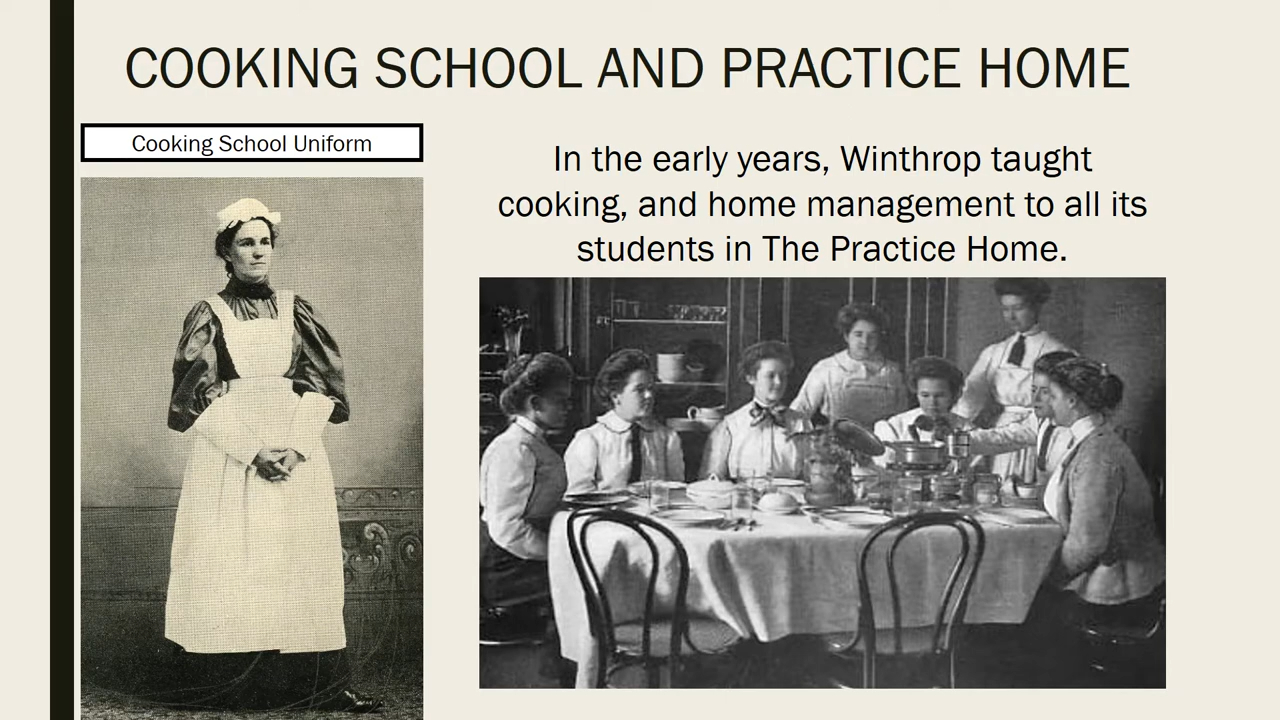 COOKING SCHOOL AND PRACTICE HOME
Cooking School Uniform
In the early years, Winthrop taught
cooking, and home management to all its
students in The Practice Home.